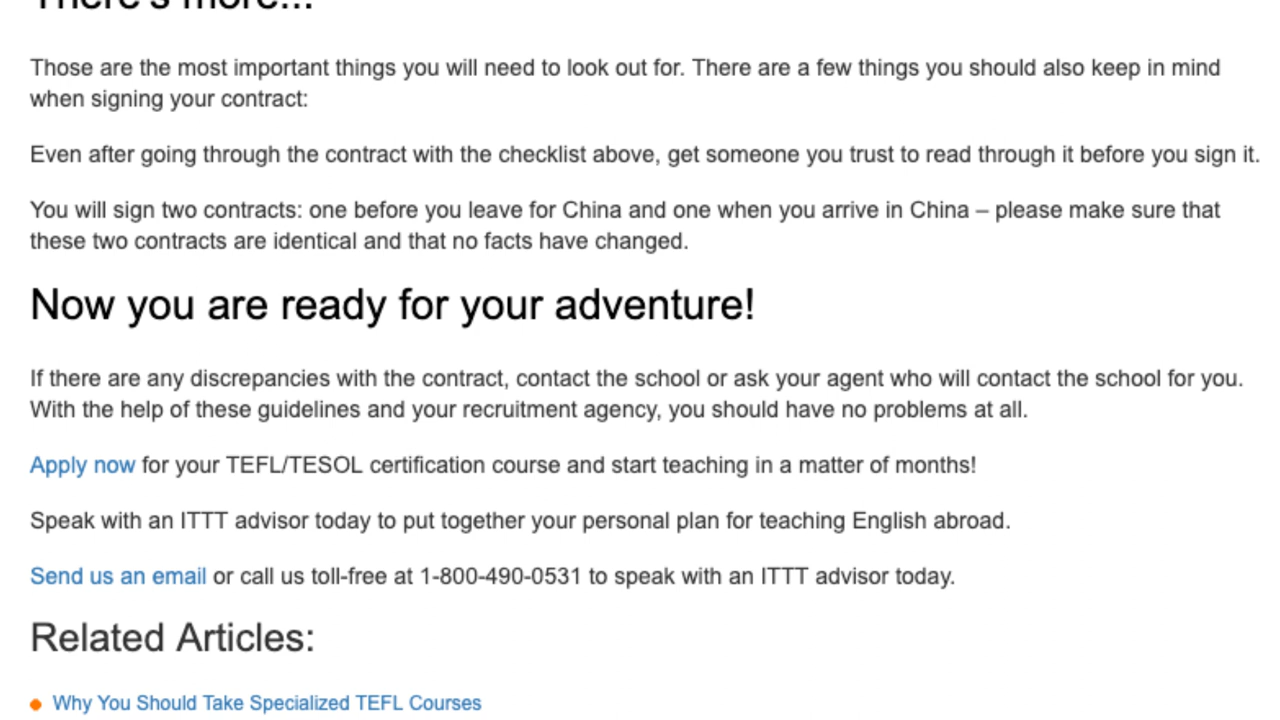 There's more...
Those are the most important things you will need to look out for. There are a few things you should also keep in mind
when signing your contract:
Even after going through the contract with the checklist above, get someone you trust to read through it before you sign it.
You will sign two contracts: one before you leave for China and one when you arrive in China – please make sure that
these two contracts are identical and that no facts have changed.
Now you are ready for your adventure!
If there are any discrepancies with the contract, contact the school or ask your agent who will contact the school for you.
With the help of these guidelines and your recruitment agency, you should have no problems at all.
Apply now for your TEFL/TESOL certification course and start teaching in a matter of months!
Speak with an ITTT advisor today to put together your personal plan for teaching English abroad.
Send us an email or call us toll-free at 1-800-490-0531 to speak with an ITTT advisor today.
Related Articles:
Why You Should Take Specialized TEFL Courses